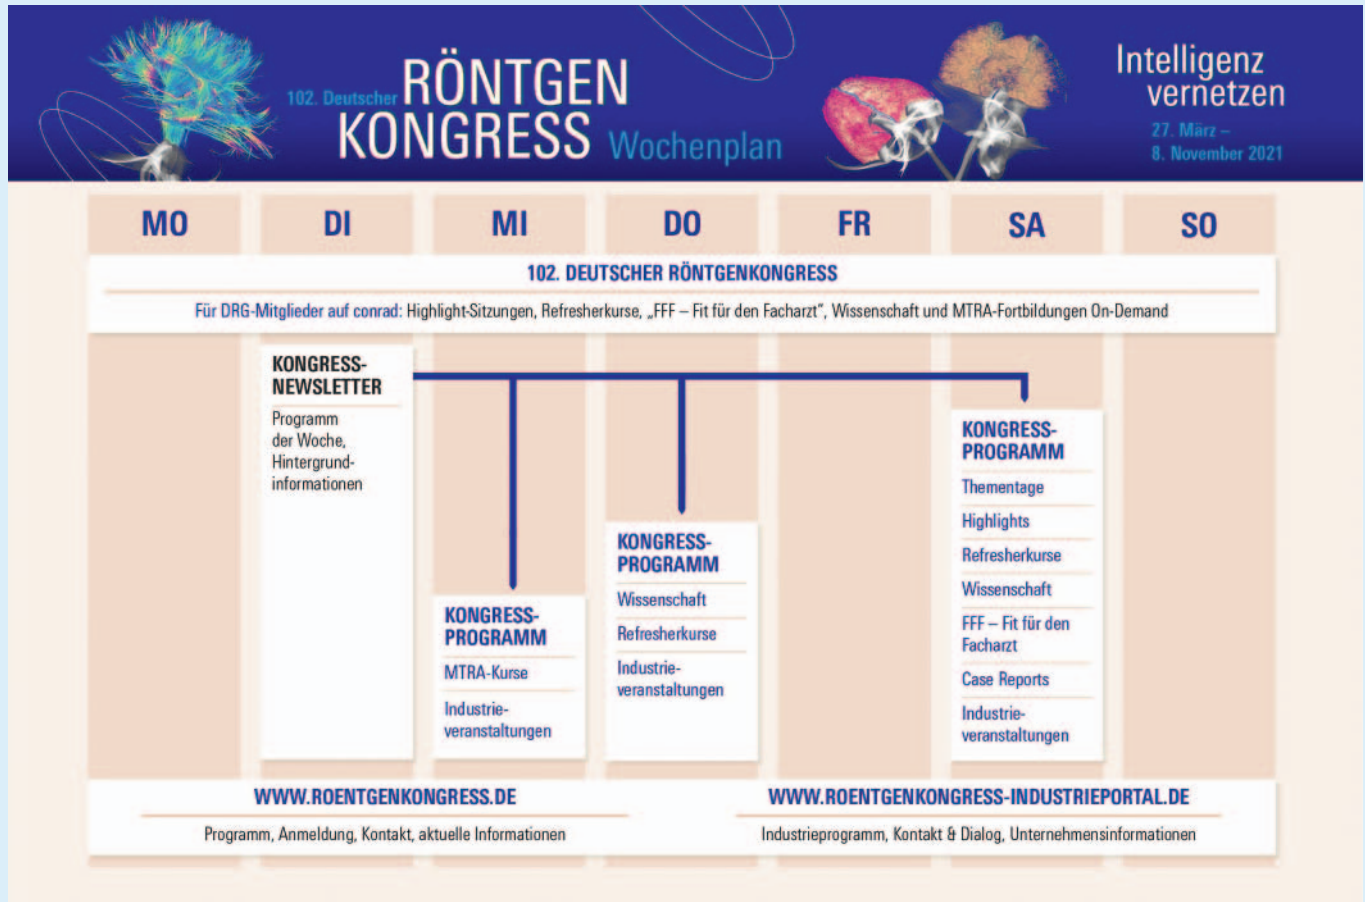 102. Deutscher RÖNTGEN
KONGRESS Wochenplan
Intelligenz
vernetzen
27. März –
8. November 2021
MO DI MI DO FR SA SO
102. DEUTSCHER RÖNTGENKONGRESS
Für DRG-Mitglieder auf conrad: Highlight-Sitzungen, Refresherkurse, „FFF – Fit für den Facharzt“, Wissenschaft und MTRA-Fortbildungen On-Demand
KONGRESS-
NEWSLETTER
Programm
der Woche,
Hintergrund-
informationen
KONGRESS-
PROGRAMM
MTRA-Kurse
Industrie-
veranstaltungen
KONGRESS-
PROGRAMM
Wissenschaft
Refresherkurse
Industrie-
veranstaltungen
KONGRESS-
PROGRAMM
Thementage
Highlights
Refresherkurse
Wissenschaft
FFF – Fit für den
Facharzt
Case Reports
Industrie-
veranstaltungen
WWW.ROENTGENKONGRESS.DE
Programm, Anmeldung, Kontakt, aktuelle Informationen
WWW.ROENTGENKONGRESS-INDUSTRIEPORTAL.DE
Industrieprogramm, Kontakt & Dialog, Unternehmensinformationen